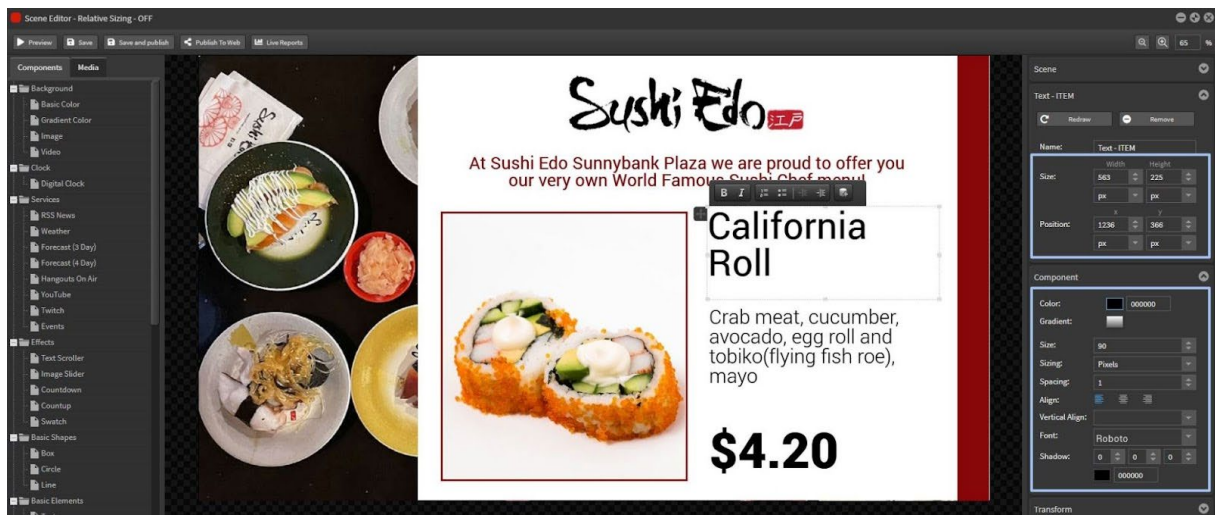 Scene Editor - Relative Sizing - OFF
Preview Save Save and publish Publish To Web Live Reports
65 %
Components Media
Background
Basic Color
Gradient Color
Image
Video
Clock
Digital Clock
Services
RSS News
Weather
Forecast (3 Day)
Forecast (4 Day)
Hangouts On Air
YouTube
Twitch
Events
Effects
Text Scroller
Image Slider
Countdown
Countup
Swatch
Basic Shapes
Box
Circle
Line
Basic Elements
Sushi Edo 江戸
At Sushi Edo Sunnybank Plaza we are proud to offer you
our very own World Famous Sushi Chef menu!
B I
California
Roll
Crab meat, cucumber,
avocado, egg roll and
tobiko(flying fish roe),
mayo
$4.20
Scene
Text - ITEM
Redraw Remove
Name: Text - ITEM
Width Height
Size: 563 225
px px
x y
Position: 1236 366
px px
Component
Color: 000000
Gradient:
Size: 90
Sizing: Pixels
Spacing: 1
Align:
Vertical Align:
Font: Roboto
Shadow: 0 0 0
000000
Transform